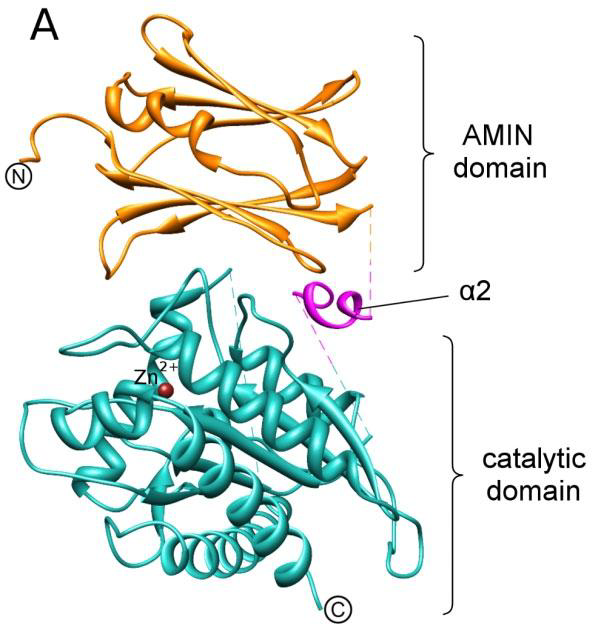 A
AMIN
domain
N
α2
Zn²⁺
catalytic
domain
C